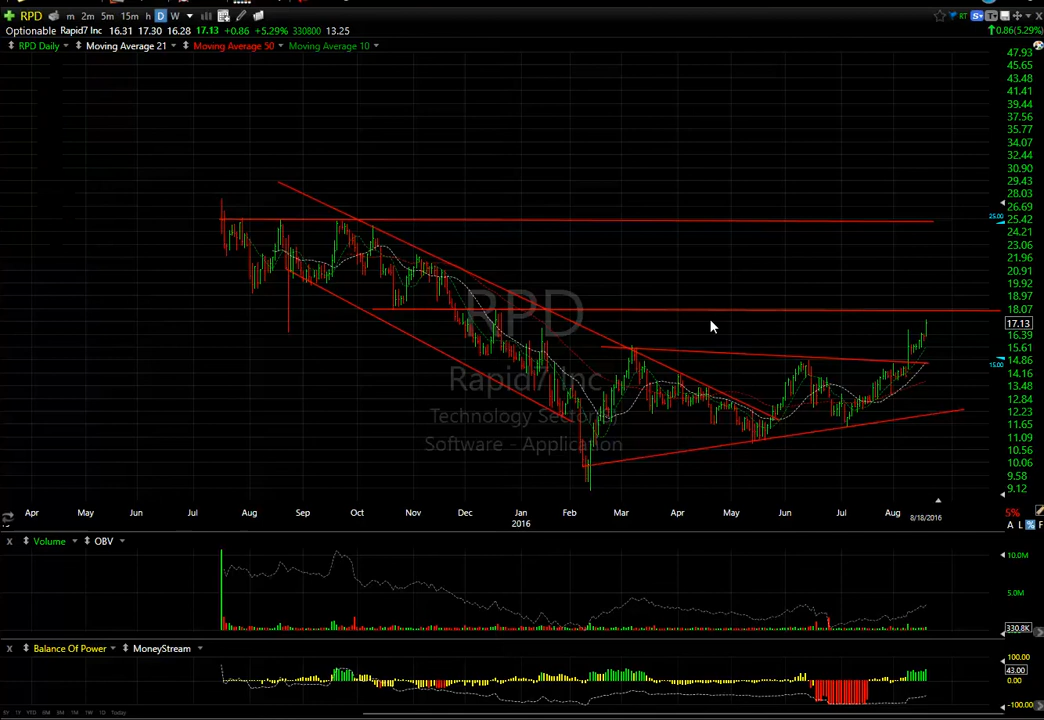 RPD m 2m 5m 15m h D W RT S T
Optionable Rapid7 Inc 16.31 17.30 16.28 17.13 +0.86 +5.29% 330800 13.25 0.86(5.29%)
RPD Daily Moving Average 21 Moving Average 50 Moving Average 10
47.93
45.65
43.48
41.41
39.44
37.56
35.77
34.07
32.44
30.90
29.43
28.03
26.69
25.00 25.42
24.21
23.06
21.96
20.91
19.92
18.97
18.07
17.13
16.39
15.61
14.86
15.00
14.16
13.48
12.84
12.23
11.65
11.09
10.56
10.06
9.58
9.12
RPD
Rapid7 Inc
Technology Sector
Software - Application
Apr May Jun Jul Aug Sep Oct Nov Dec 2016 Feb Mar Apr May Jun Jul Aug 8/18/2016
5%
A L % F
X Volume OBV
10.0M
5.0M
330.8K
X Balance Of Power MoneyStream
100.00
43.00
0.00
-100.00